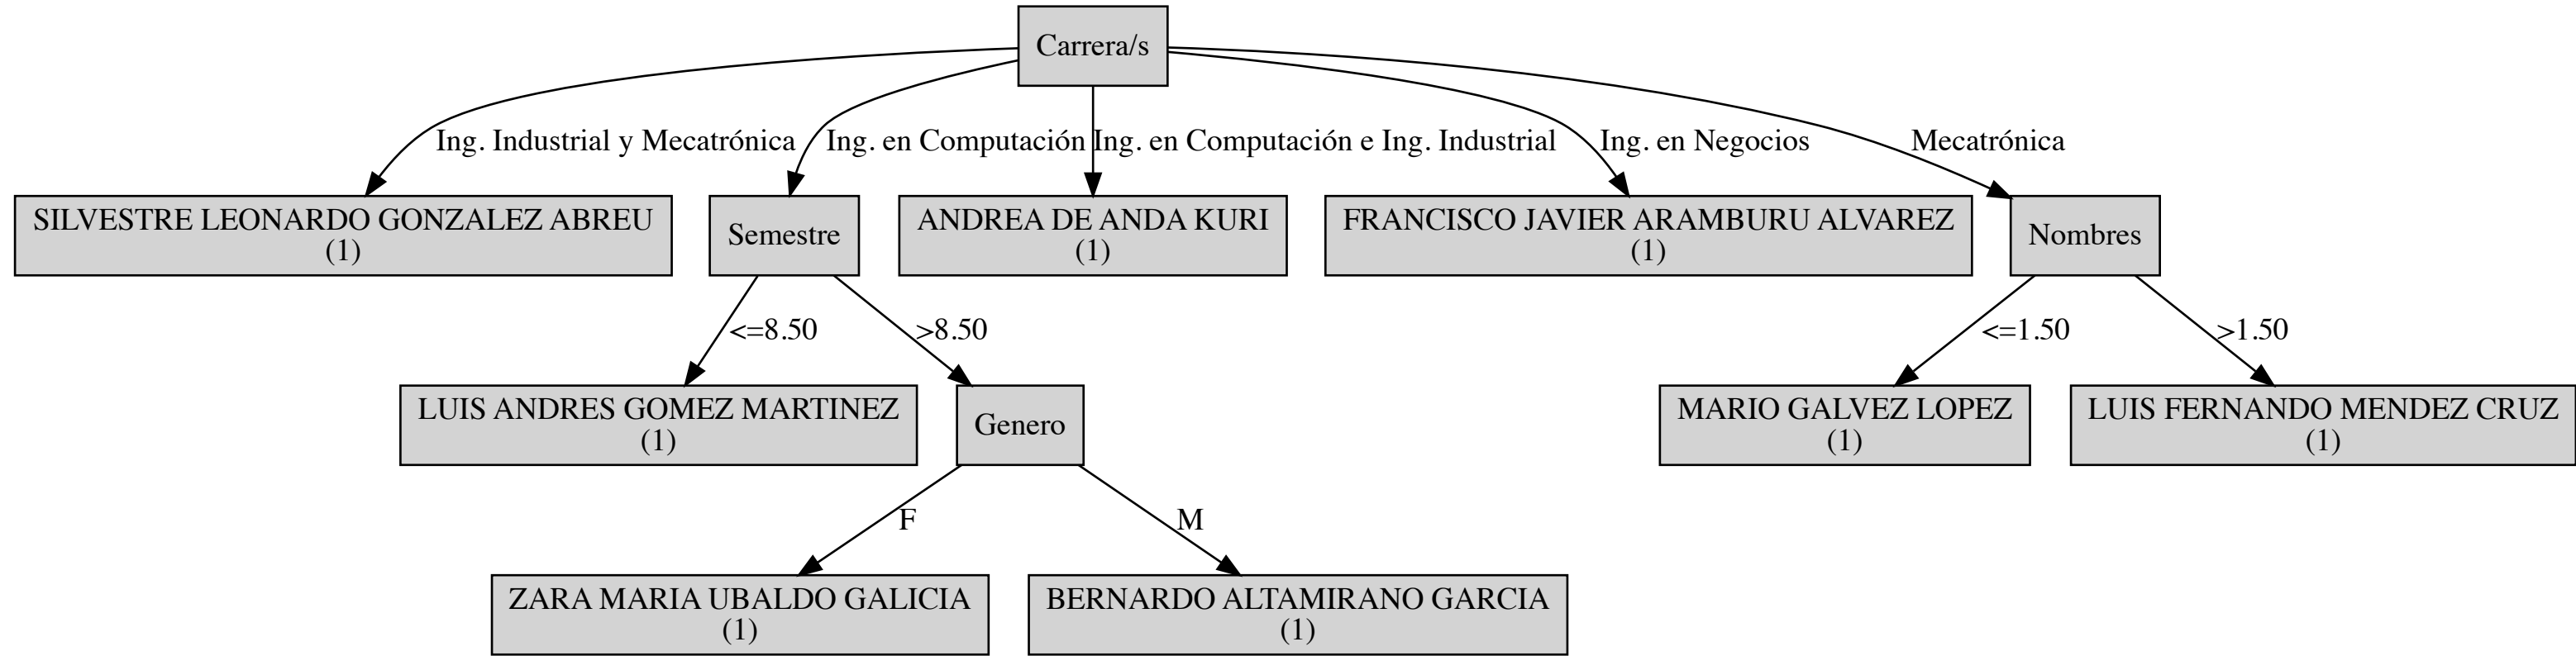 Carrera/s
Ing. Industrial y Mecatrónica
Ing. en Computación
Ing. en Computación e Ing. Industrial
Ing. en Negocios
Mecatrónica
SILVESTRE LEONARDO GONZALEZ ABREU
(1)
Semestre
ANDREA DE ANDA KURI
(1)
FRANCISCO JAVIER ARAMBURU ALVAREZ
(1)
Nombres
<=8.50
>8.50
<=1.50
>1.50
LUIS ANDRES GOMEZ MARTINEZ
(1)
Genero
MARIO GALVEZ LOPEZ
(1)
LUIS FERNANDO MENDEZ CRUZ
(1)
F
M
ZARA MARIA UBALDO GALICIA
(1)
BERNARDO ALTAMIRANO GARCIA
(1)